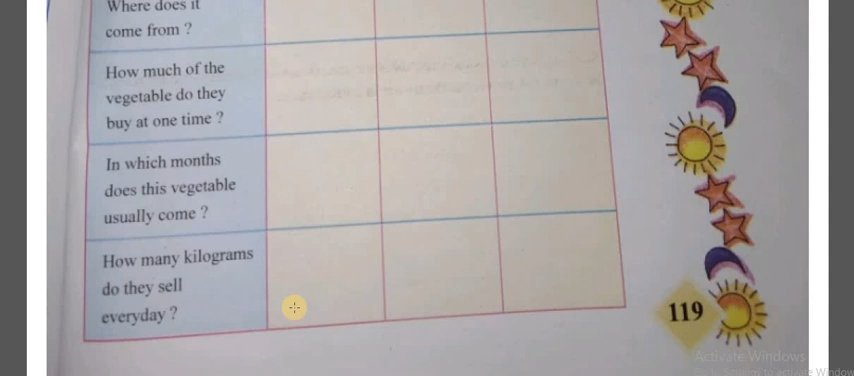 Where does it
come from ?
How much of the
vegetable do they
buy at one time ?
In which months
does this vegetable
usually come ?
How many kilograms
do they sell
everyday ?
119
Activate Windows